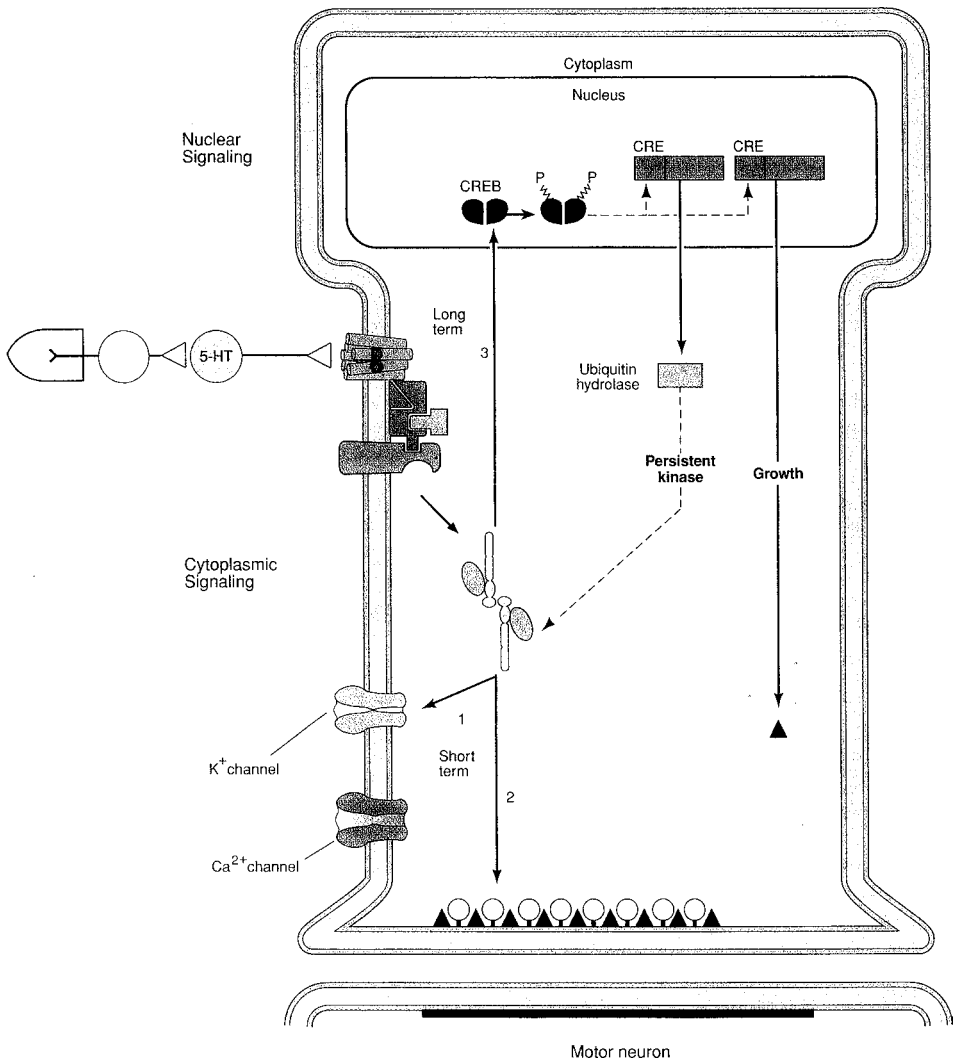 Cytoplasm
Nucleus
Nuclear
Signaling
CRE
CRE
P
P
CREB
Long
term
3
5-HT
Ubiquitin
hydrolase
Persistent
kinase
Growth
Cytoplasmic
Signaling
1
K+ channel
Short
term
2
Ca2+ channel
Motor neuron